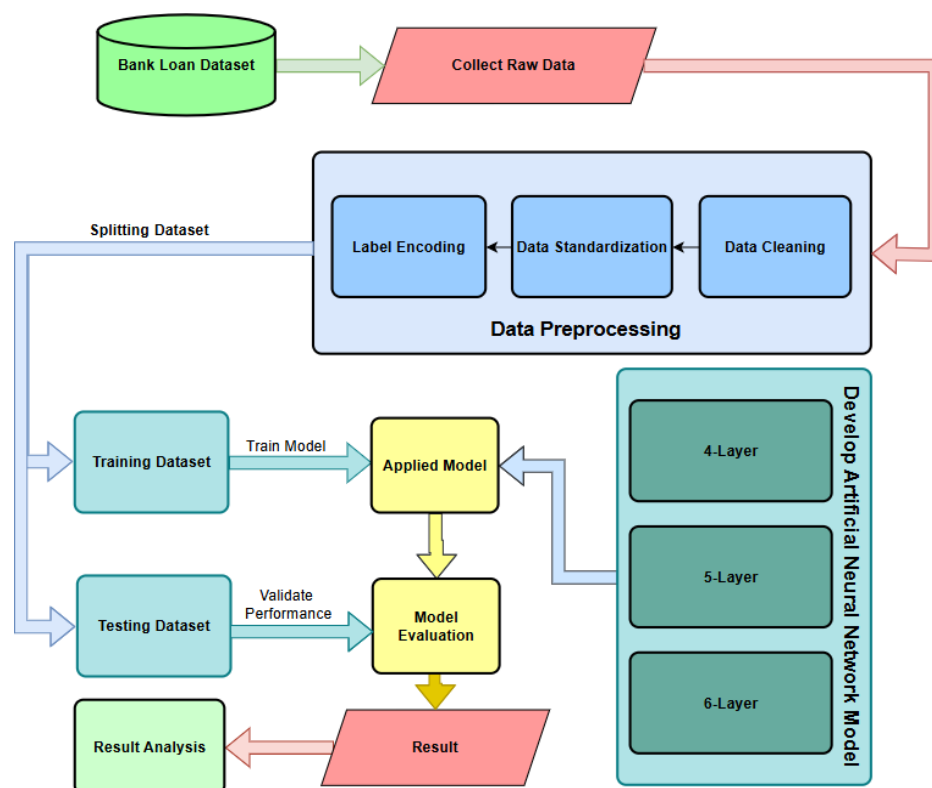 Bank Loan Dataset
Collect Raw Data
Splitting Dataset
Label Encoding
Data Standardization
Data Cleaning
Data Preprocessing
Training Dataset
Train Model
Applied Model
4-Layer
Develop Artificial Neural Network Model
5-Layer
Testing Dataset
Validate
Performance
Model
Evaluation
6-Layer
Result Analysis
Result